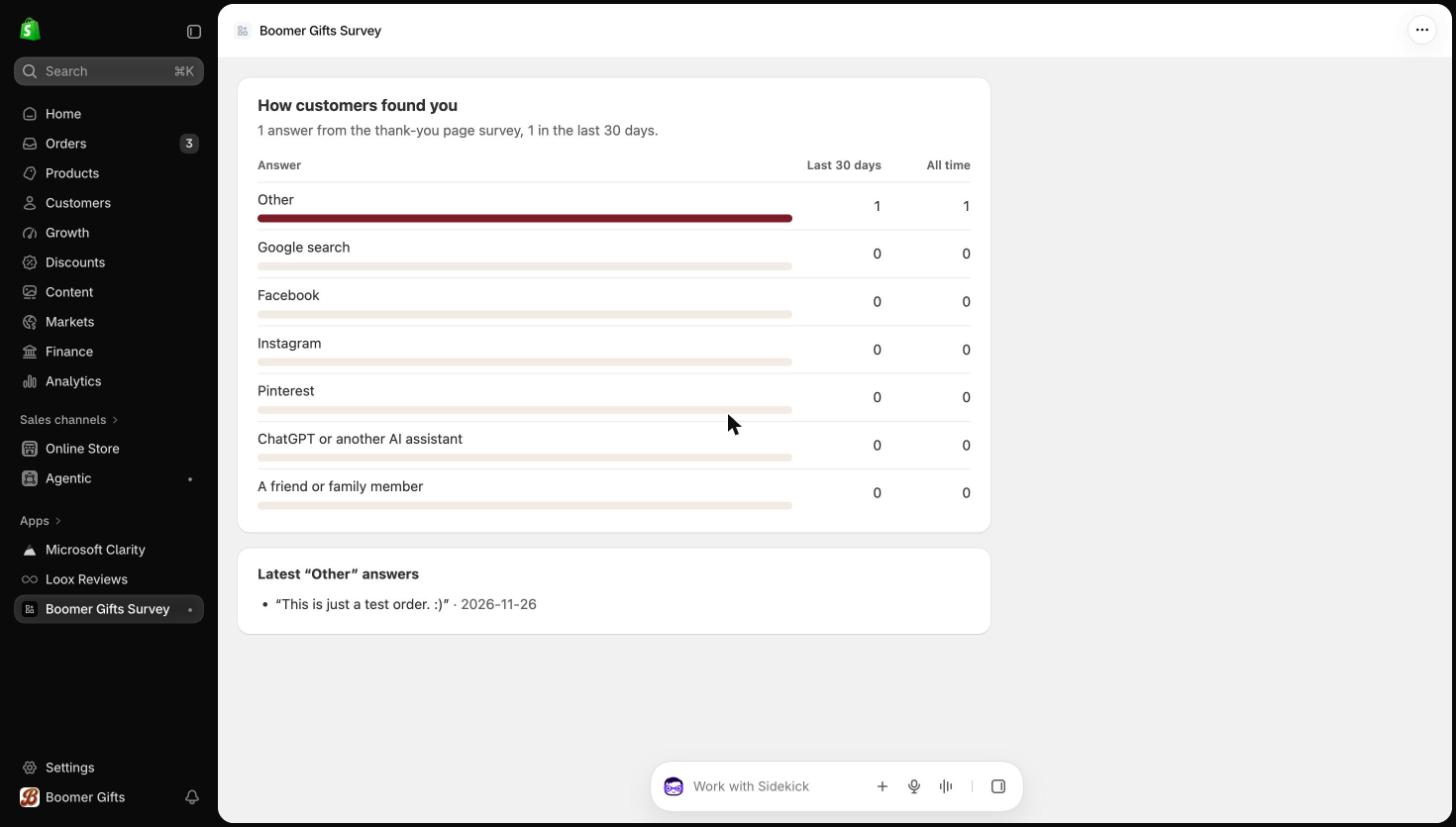 Search ⌘K
Home
Orders 3
Products
Customers
Growth
Discounts
Content
Markets
Finance
Analytics
Sales channels
Online Store
Agentic
Apps
Microsoft Clarity
Loox Reviews
Boomer Gifts Survey
Settings
Boomer Gifts
Boomer Gifts Survey
How customers found you
1 answer from the thank-you page survey, 1 in the last 30 days.
Answer Last 30 days All time
Other 1 1
Google search 0 0
Facebook 0 0
Instagram 0 0
Pinterest 0 0
ChatGPT or another AI assistant 0 0
A friend or family member 0 0
Latest “Other” answers
• “This is just a test order. :)” · 2026-11-26
Work with Sidekick